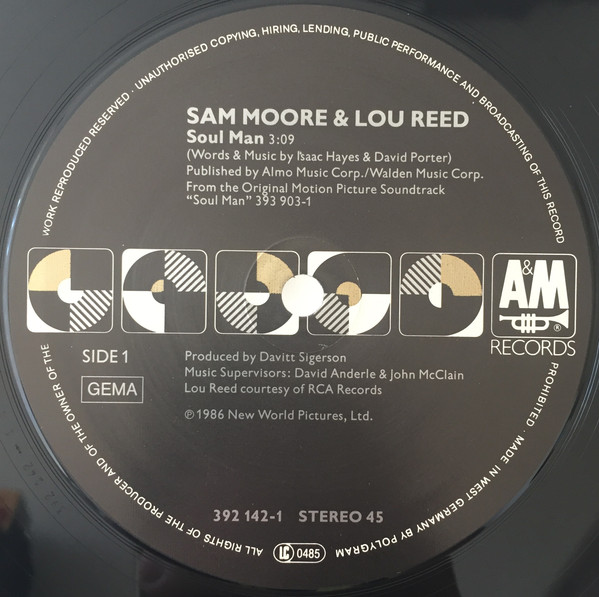 WORK REPRODUCED RESERVED · UNAUTHORISED COPYING, HIRING, LENDING, PUBLIC PERFORMANCE AND BROADCASTING OF THIS RECORD
SAM MOORE & LOU REED
Soul Man 3:09
(Words & Music by Isaac Hayes & David Porter)
Published by Almo Music Corp./Walden Music Corp.
From the Original Motion Picture Soundtrack
"Soul Man" 393 903-1
A&M
®
RECORDS
SIDE 1
GEMA
Produced by Davitt Sigerson
Music Supervisors: David Anderle & John McClain
Lou Reed courtesy of RCA Records
℗ 1986 New World Pictures, Ltd.
392 142-1 STEREO 45
PROHIBITED · MADE IN WEST GERMANY BY POLYGRAM
LC 0485
ALL RIGHTS OF THE PRODUCER AND OF THE OWNER OF THE